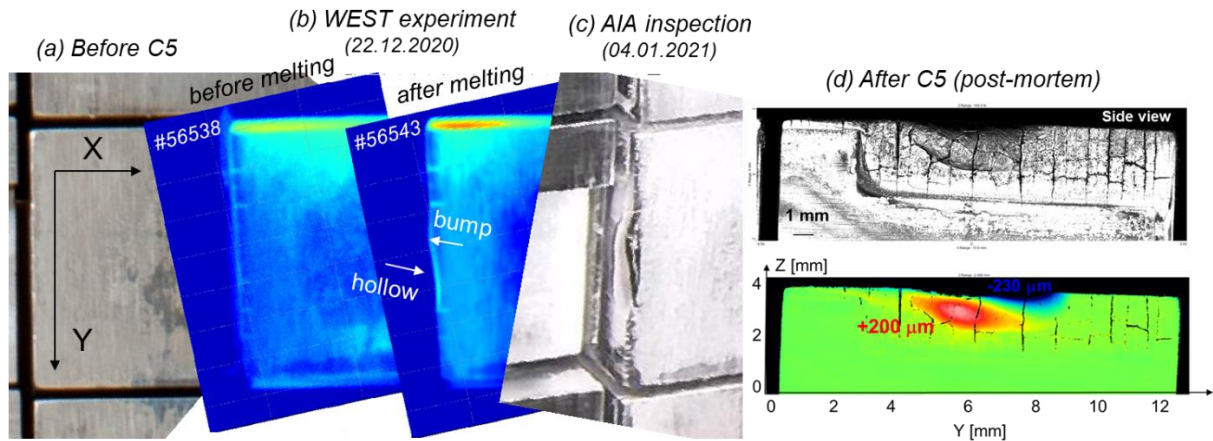 (a) Before C5
(b) WEST experiment
(22.12.2020)
(c) AIA inspection
(04.01.2021)
(d) After C5 (post-mortem)
before melting
after melting
#56538
#56543
X
Y
bump
hollow
Side view
1 mm
Z [mm]
4
2
0
-230 µm
+200 µm
0 2 4 6 8 10 12
Y [mm]